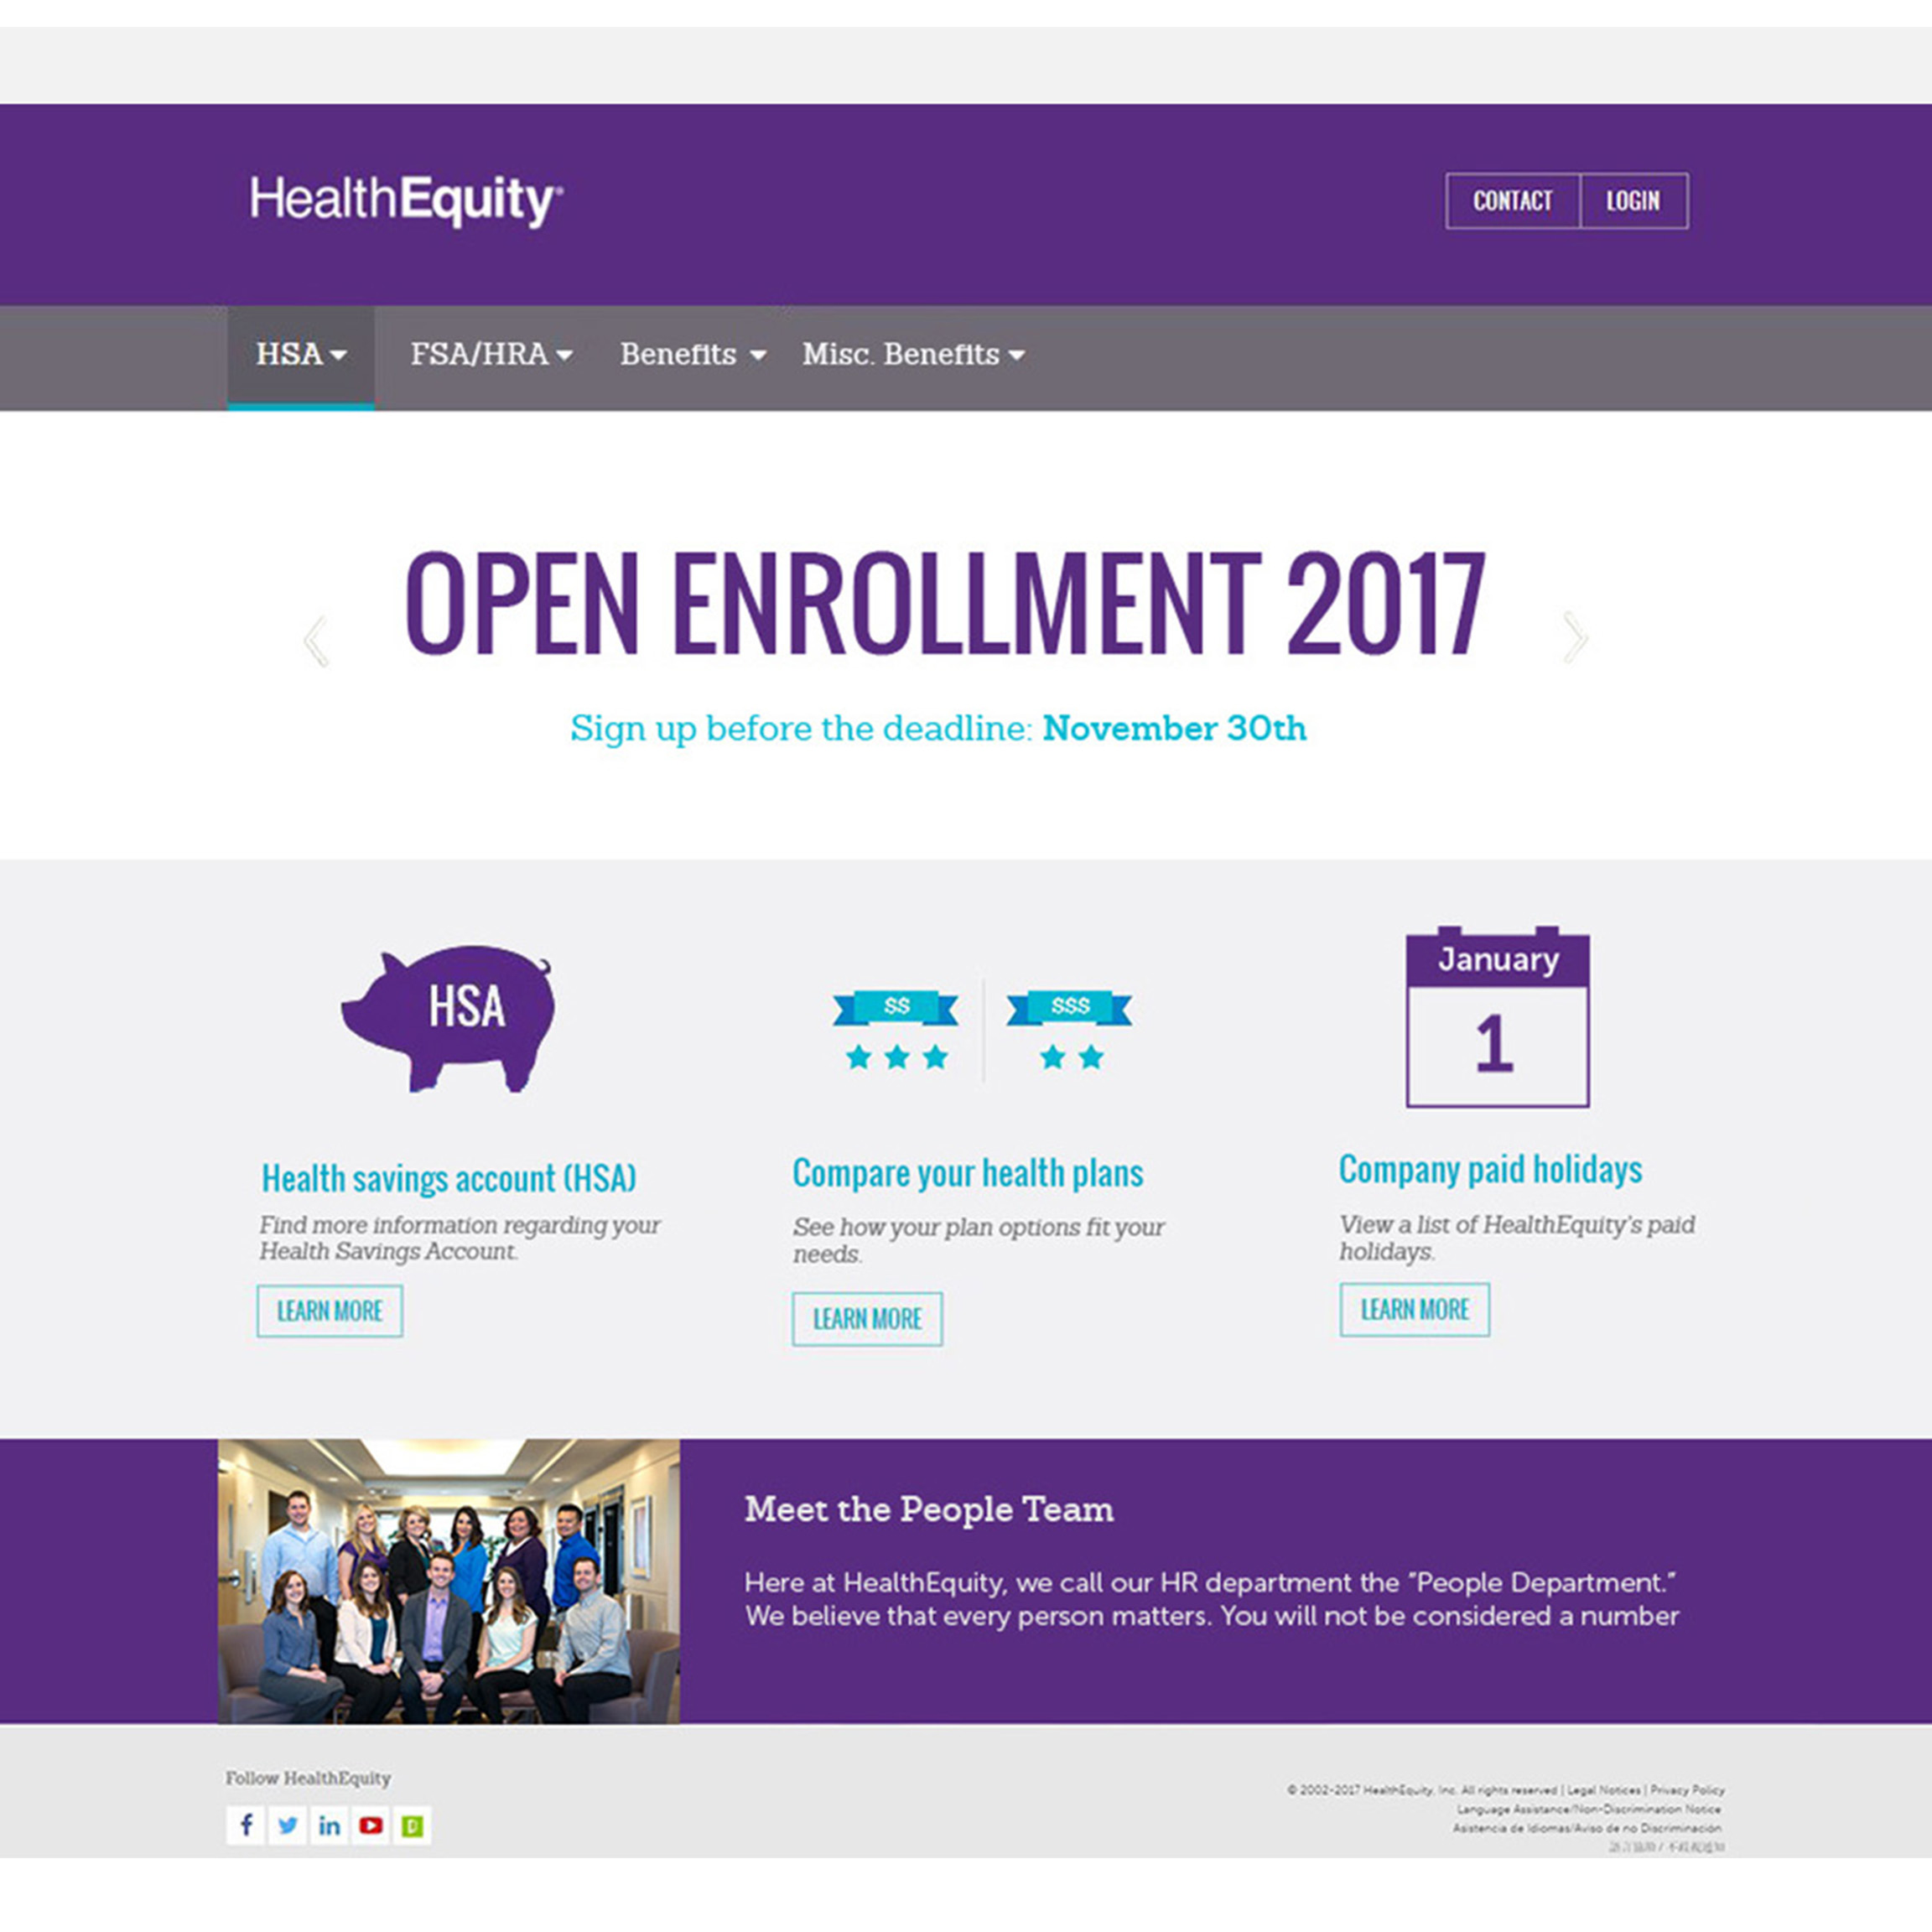 HealthEquity®
CONTACT
LOGIN
HSA
FSA/HRA
Benefits
Misc. Benefits
OPEN ENROLLMENT 2017
Sign up before the deadline: November 30th
HSA
$$
$$$
January
1
Health savings account (HSA)
Find more information regarding your
Health Savings Account.
LEARN MORE
Compare your health plans
See how your plan options fit your
needs.
LEARN MORE
Company paid holidays
View a list of HealthEquity's paid
holidays.
LEARN MORE
Meet the People Team
Here at HealthEquity, we call our HR department the "People Department."
We believe that every person matters. You will not be considered a number
Follow HealthEquity
f
in
D
© 2002-2017 HealthEquity, Inc. All rights reserved | Legal Notices | Privacy Policy
Language Assistance/Non-Discrimination Notice
Asistencia de Idiomas/Aviso de no Discriminación